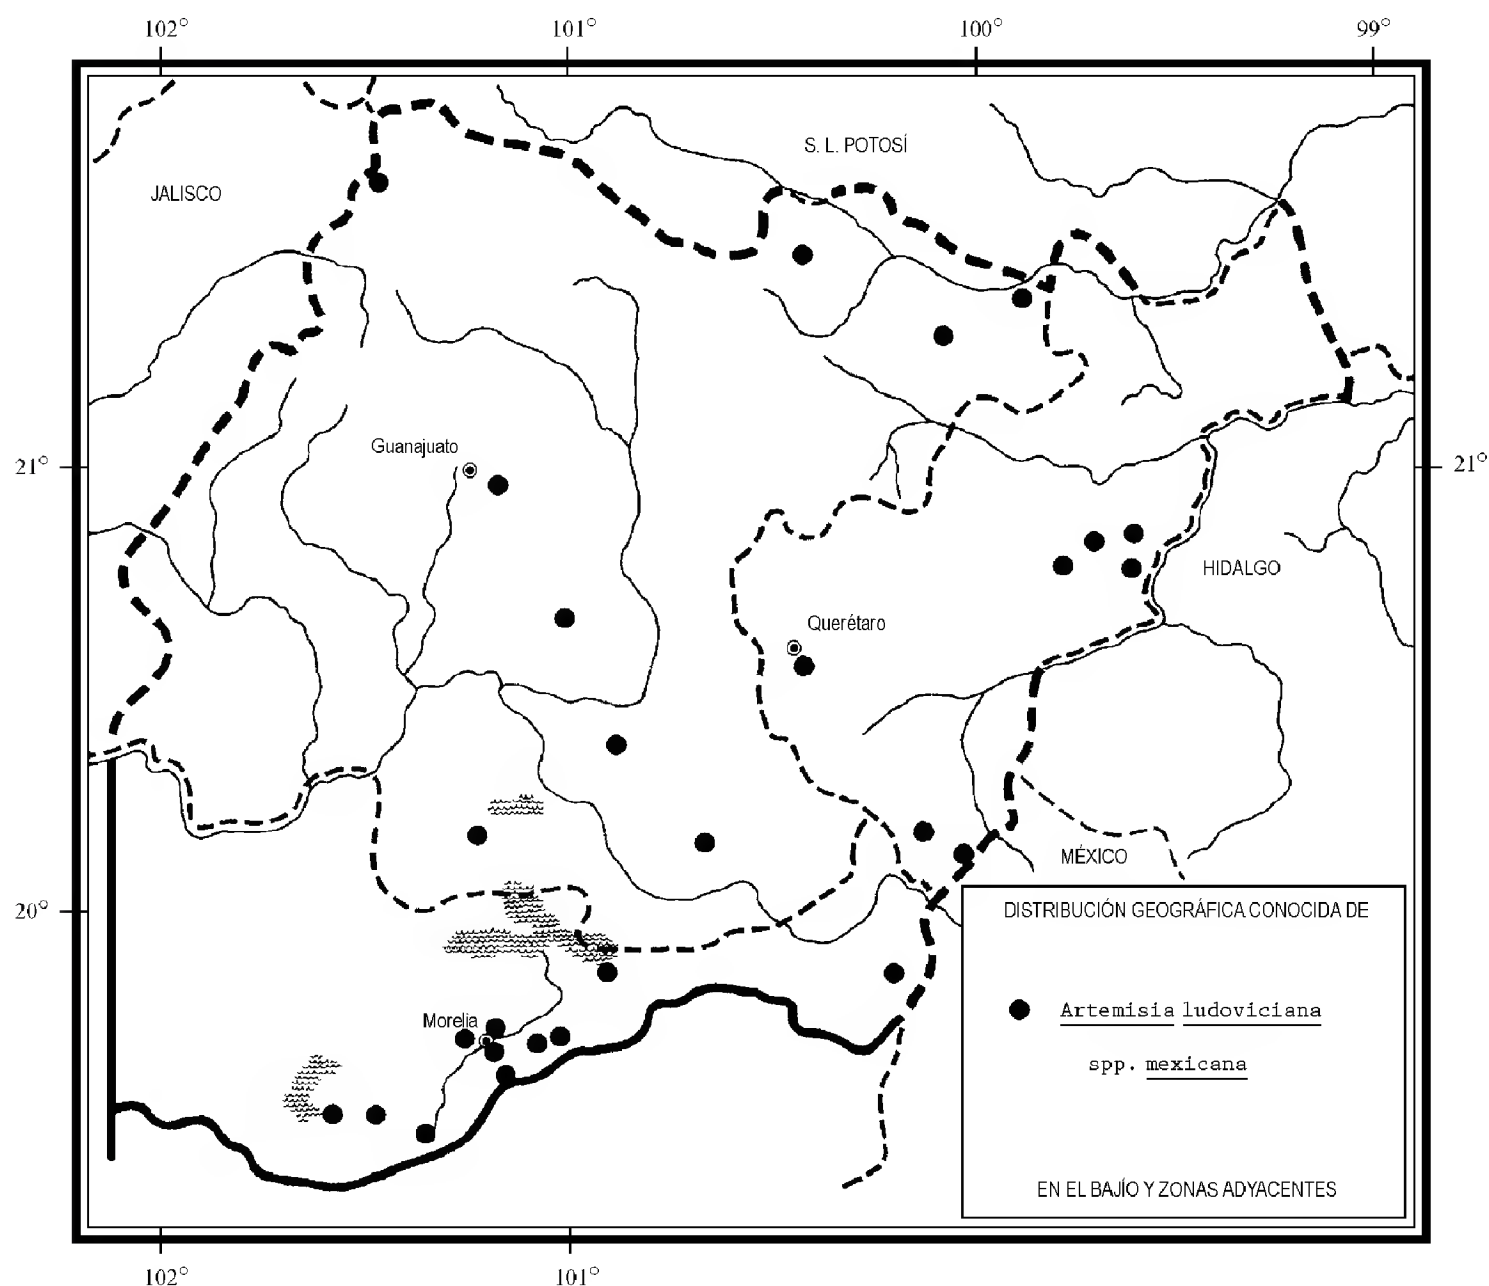 102° 101° 100° 99°
S. L. POTOSÍ
JALISCO
Guanajuato
21° 21°
HIDALGO
Querétaro
MÉXICO
20°
DISTRIBUCIÓN GEOGRÁFICA CONOCIDA DE
Artemisia ludoviciana
Morelia
spp. mexicana
EN EL BAJÍO Y ZONAS ADYACENTES
102° 101°